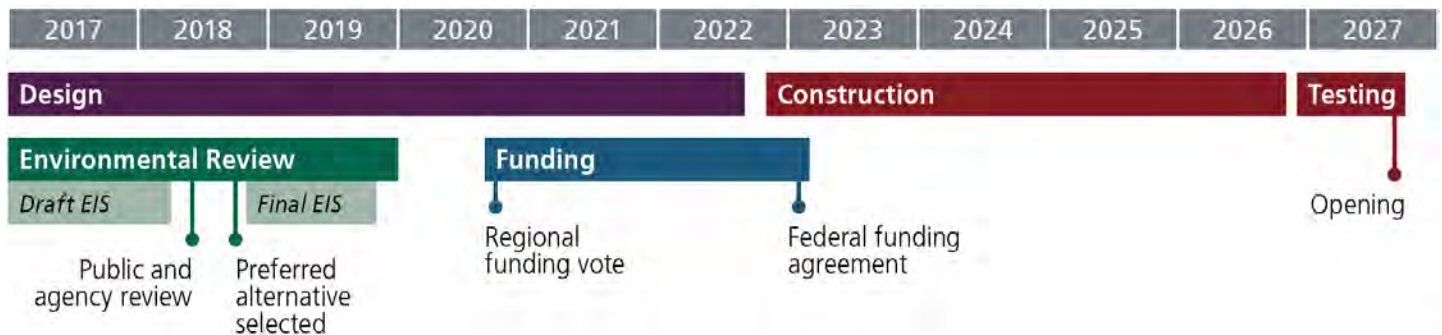 2017 2018 2019 2020 2021 2022 2023 2024 2025 2026 2027
Design Construction Testing
Environmental Review Funding
Draft EIS Final EIS
Opening
Regional
funding vote
Federal funding
agreement
Public and
agency review
Preferred
alternative
selected